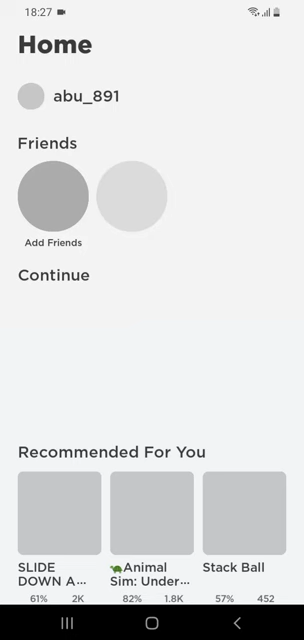 18:27
Home
abu_891
Friends
Add Friends
Continue
Recommended For You
SLIDE DOWN A...
61% 2K
🐢Animal Sim: Under...
82% 1.8K
Stack Ball
57% 452